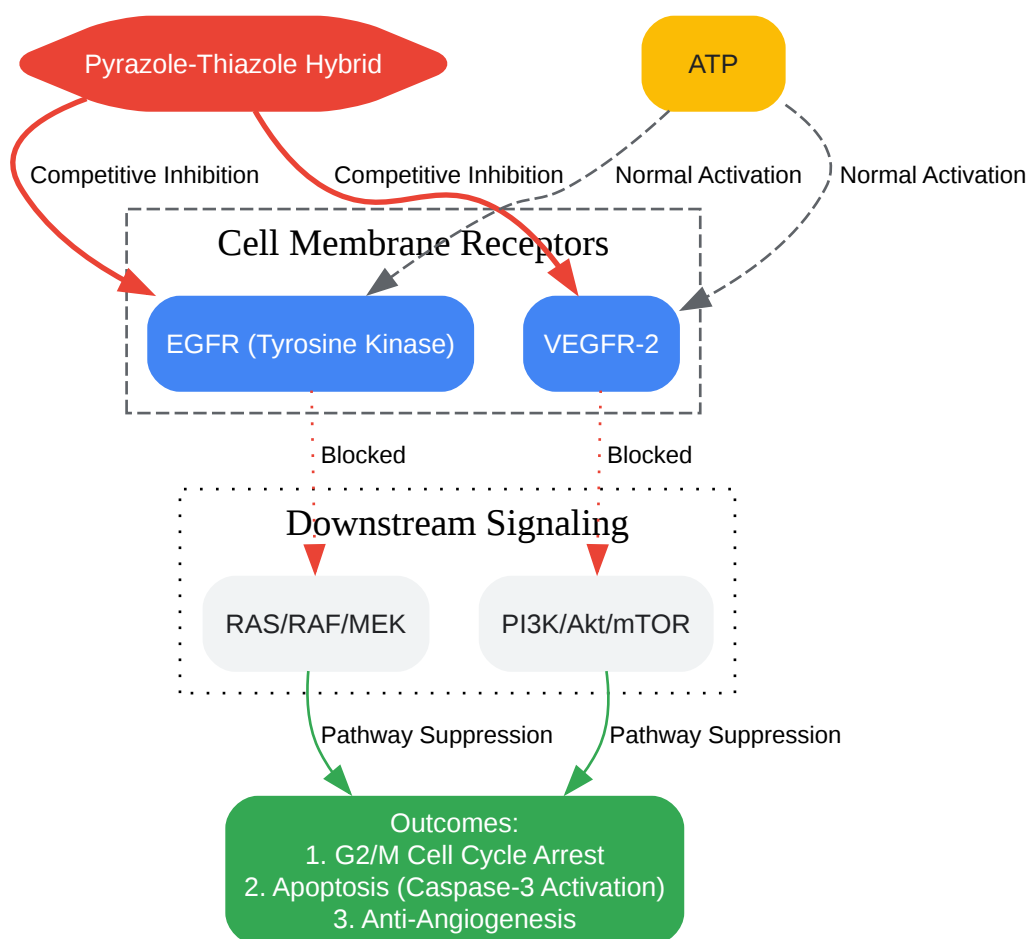 Pyrazole-Thiazole Hybrid
ATP
Competitive Inhibition
Competitive Inhibition
Normal Activation
Normal Activation
Cell Membrane Receptors
EGFR (Tyrosine Kinase)
VEGFR-2
Blocked
Blocked
Downstream Signaling
RAS/RAF/MEK
PI3K/Akt/mTOR
Pathway Suppression
Pathway Suppression
Outcomes:
1. G2/M Cell Cycle Arrest
2. Apoptosis (Caspase-3 Activation)
3. Anti-Angiogenesis